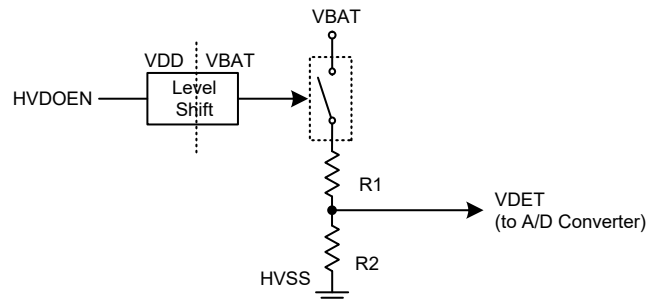 VBAT
VDD
VBAT
HVDOEN
Level
Shift
R1
VDET
(to A/D Converter)
R2
HVSS